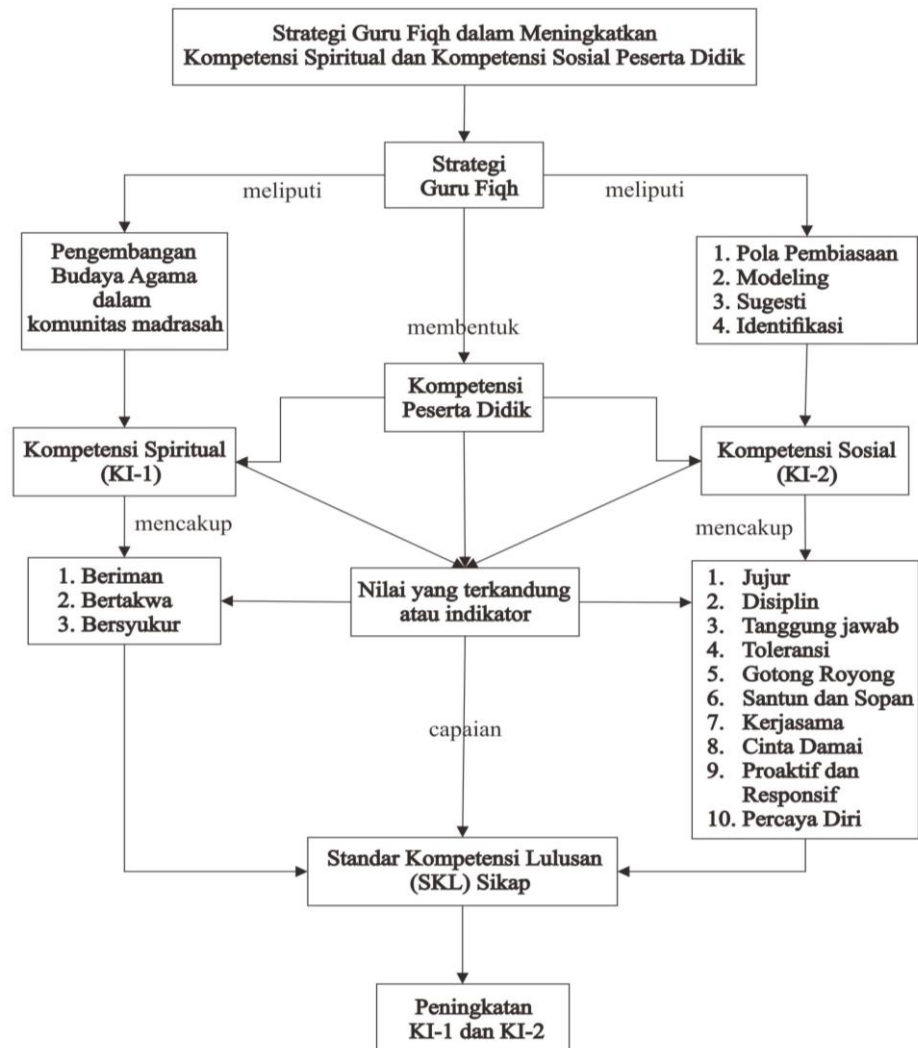 Strategi Guru Fiqh dalam Meningkatkan
Kompetensi Spiritual dan Kompetensi Sosial Peserta Didik
Strategi
Guru Fiqh
meliputi
meliputi
Pengembangan
Budaya Agama
dalam
komunitas madrasah
1. Pola Pembiasaan
2. Modeling
3. Sugesti
4. Identifikasi
membentuk
Kompetensi
Peserta Didik
Kompetensi Spiritual
(KI-1)
Kompetensi Sosial
(KI-2)
mencakup
mencakup
1. Beriman
2. Bertakwa
3. Bersyukur
Nilai yang terkandung
atau indikator
1. Jujur
2. Disiplin
3. Tanggung jawab
4. Toleransi
5. Gotong Royong
6. Santun dan Sopan
7. Kerjasama
8. Cinta Damai
9. Proaktif dan
Responsif
10. Percaya Diri
capaian
Standar Kompetensi Lulusan
(SKL) Sikap
Peningkatan
KI-1 dan KI-2